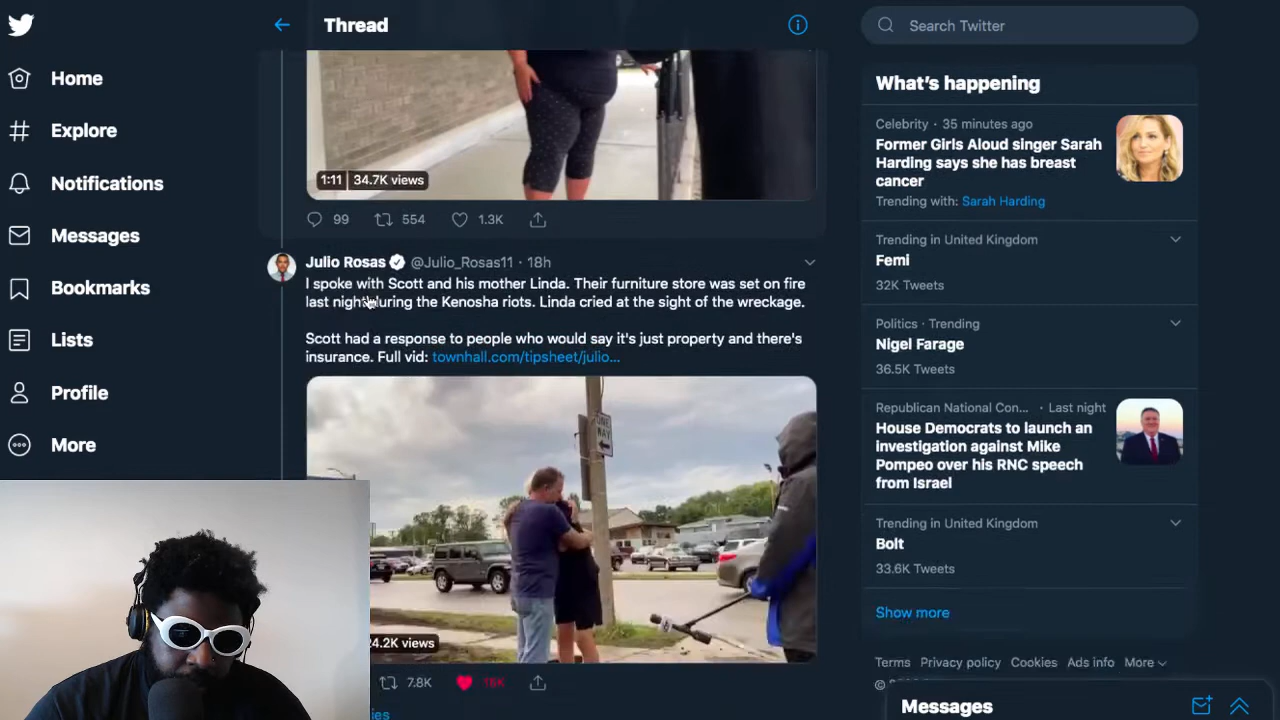 Home
Explore
Notifications
Messages
Bookmarks
Lists
Profile
More
Thread
1:11 34.7K views
99 554 1.3K
Julio Rosas @Julio_Rosas11 · 18h
I spoke with Scott and his mother Linda. Their furniture store was set on fire
last night during the Kenosha riots. Linda cried at the sight of the wreckage.
Scott had a response to people who would say it's just property and there's
insurance. Full vid: townhall.com/tipsheet/julio...
ONE
WAY
24.2K views
7.8K 18K
Search Twitter
What's happening
Celebrity · 35 minutes ago
Former Girls Aloud singer Sarah
Harding says she has breast
cancer
Trending with: Sarah Harding
Trending in United Kingdom
Femi
32K Tweets
Politics · Trending
Nigel Farage
36.5K Tweets
Republican National Con... · Last night
House Democrats to launch an
investigation against Mike
Pompeo over his RNC speech
from Israel
Trending in United Kingdom
Bolt
33.6K Tweets
Show more
Terms Privacy policy Cookies Ads info More
©
Messages